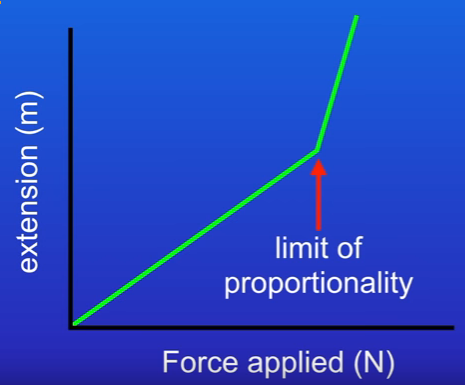 extension (m)
limit of
proportionality
Force applied (N)